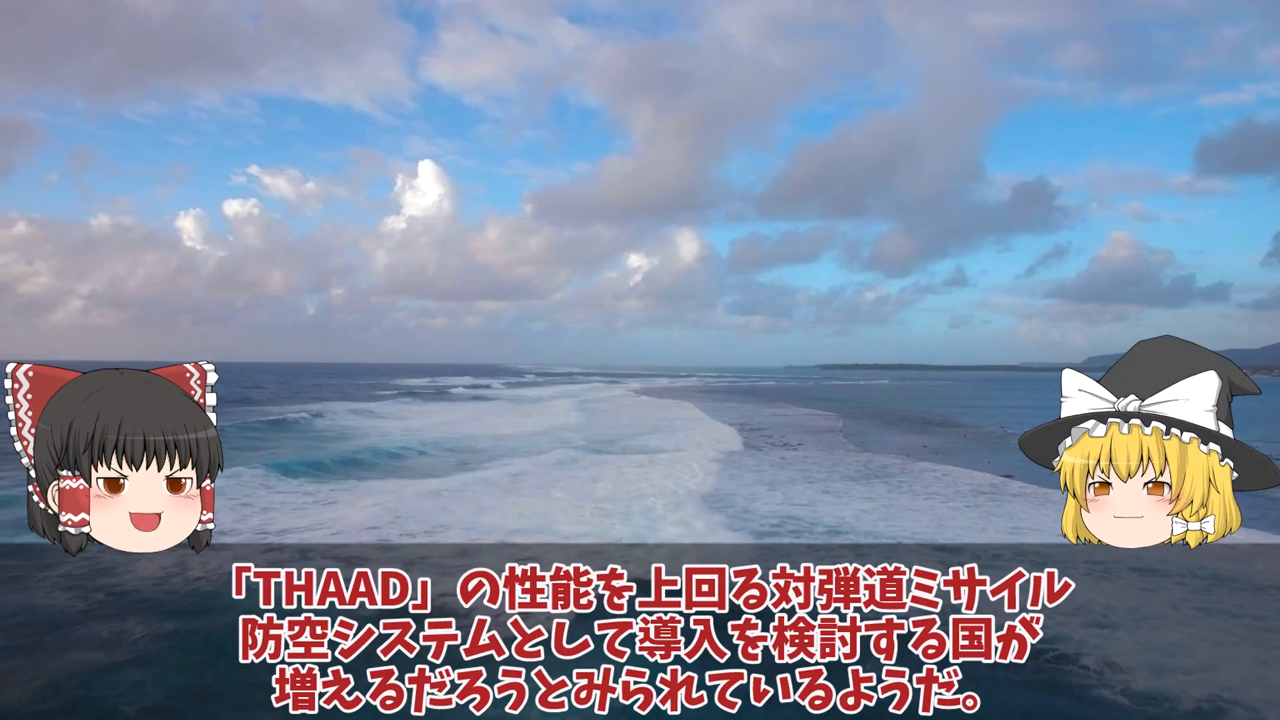 「THAAD」の性能を上回る対弾道ミサイル
防空システムとして導入を検討する国が
増えるだろうとみられているようだ。